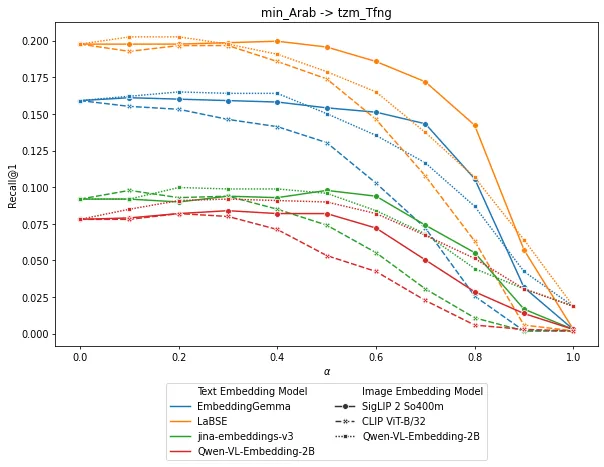 min_Arab -> tzm_Tfng
Recall@1
0.200
0.175
0.150
0.125
0.100
0.075
0.050
0.025
0.000
0.0 0.2 0.4 0.6 0.8 1.0
α
Text Embedding Model Image Embedding Model
EmbeddingGemma SigLIP 2 So400m
LaBSE CLIP ViT-B/32
jina-embeddings-v3 Qwen-VL-Embedding-2B
Qwen-VL-Embedding-2B